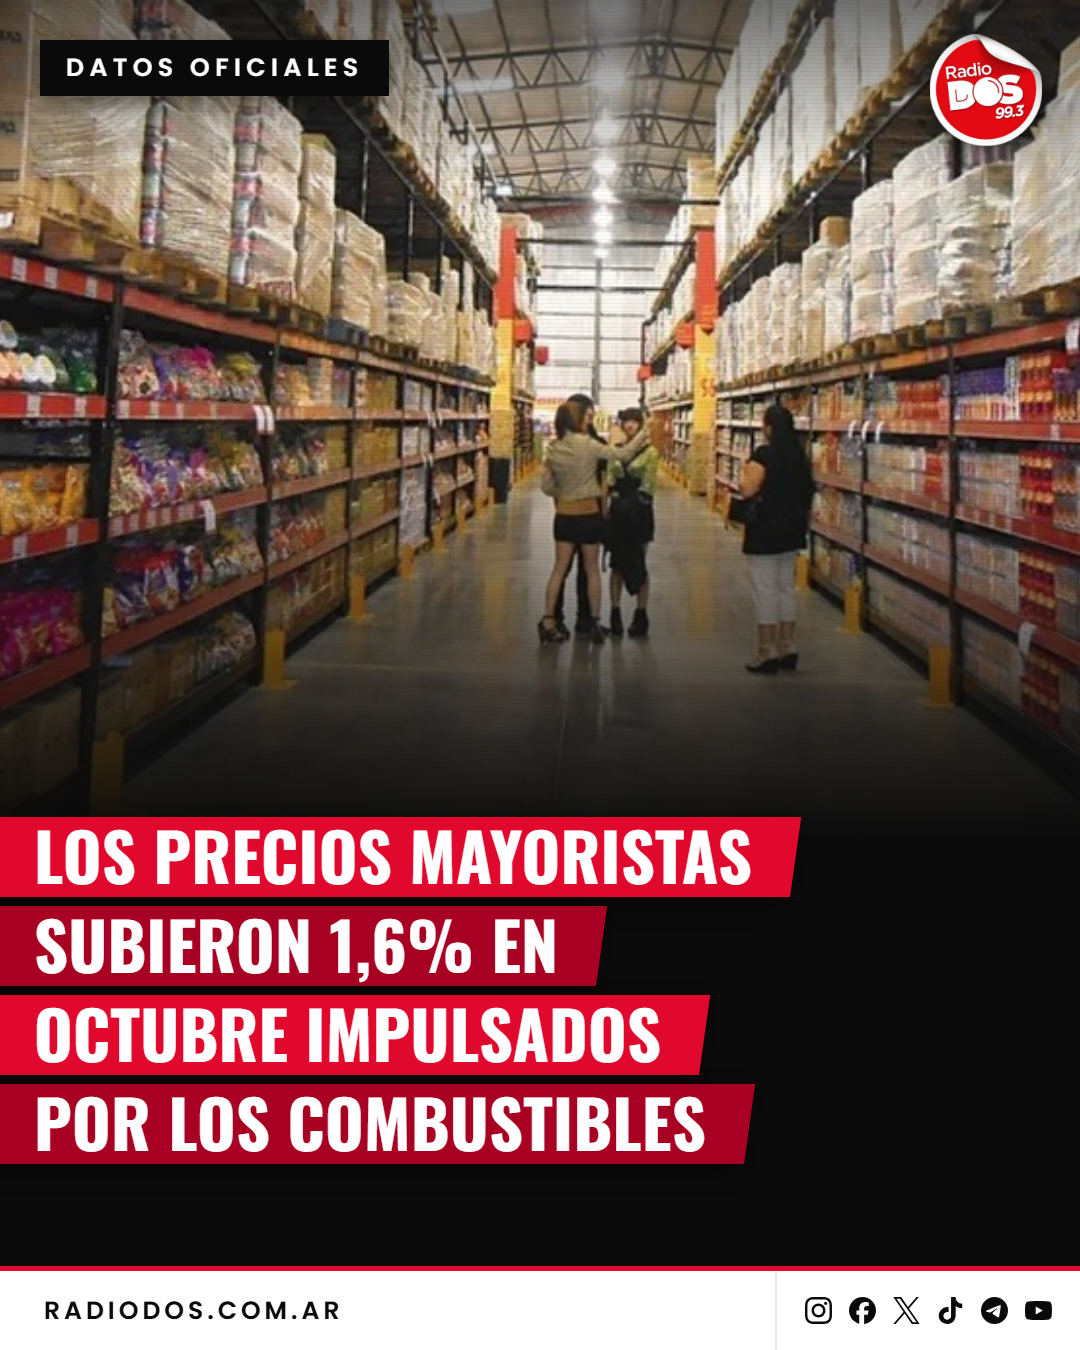 DATOS OFICIALES
Radio
DOS
99.3
LOS PRECIOS MAYORISTAS
SUBIERON 1,6% EN
OCTUBRE IMPULSADOS
POR LOS COMBUSTIBLES
RADIODOS.COM.AR